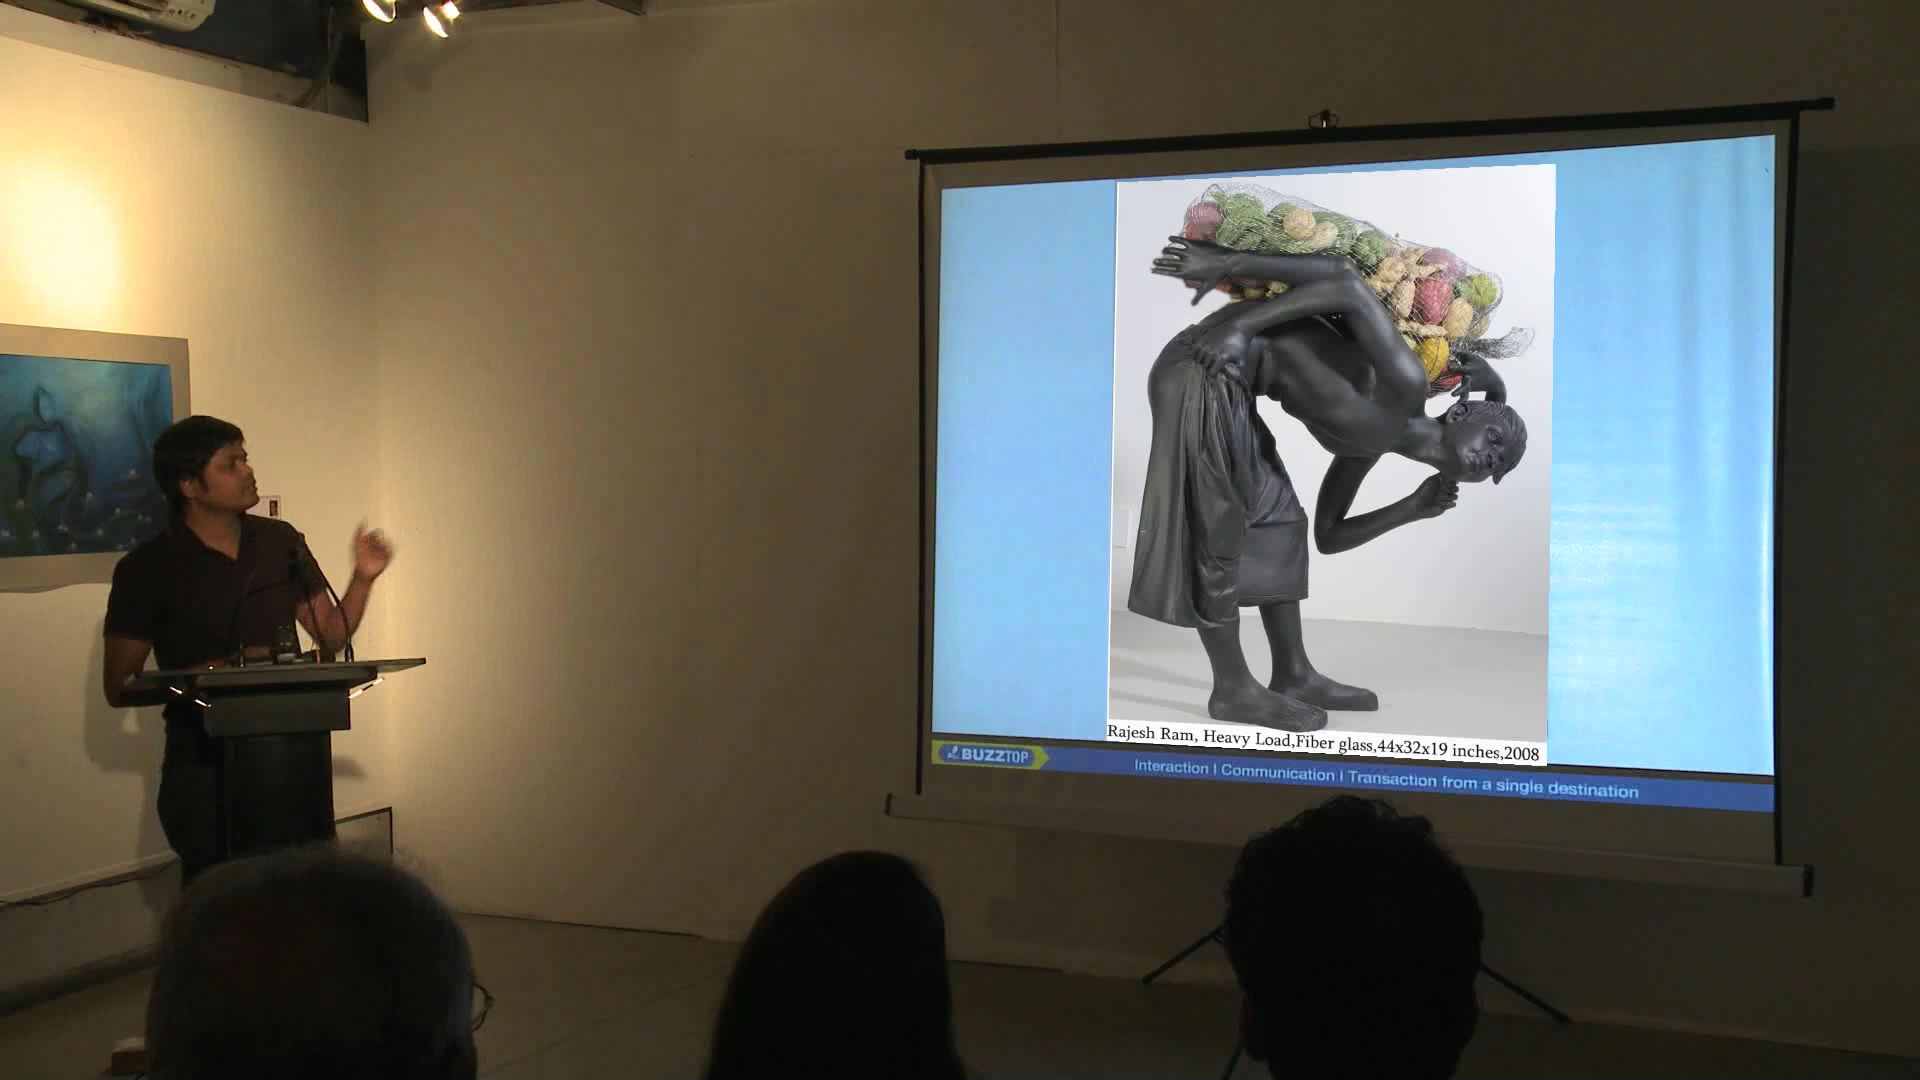 Rajesh Ram, Heavy Load,Fiber glass,44x32x19 inches,2008
BUZZTOP
Interaction | Communication | Transaction from a single destination